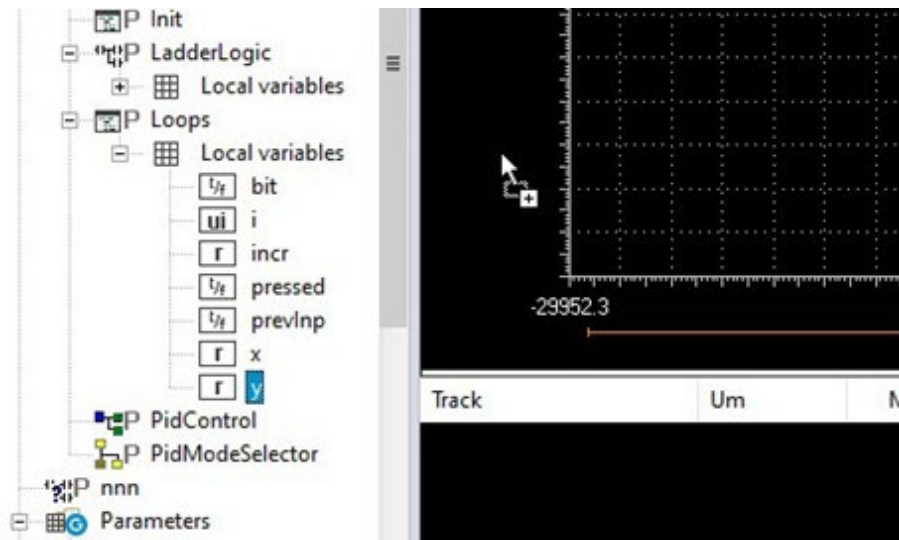 P Init
P LadderLogic
Local variables
P Loops
Local variables
t/f bit
ui i
r incr
t/f pressed
t/f prevInp
r x
r y
P PidControl
P PidModeSelector
?P nnn
G Parameters
-29952.3
Track Um